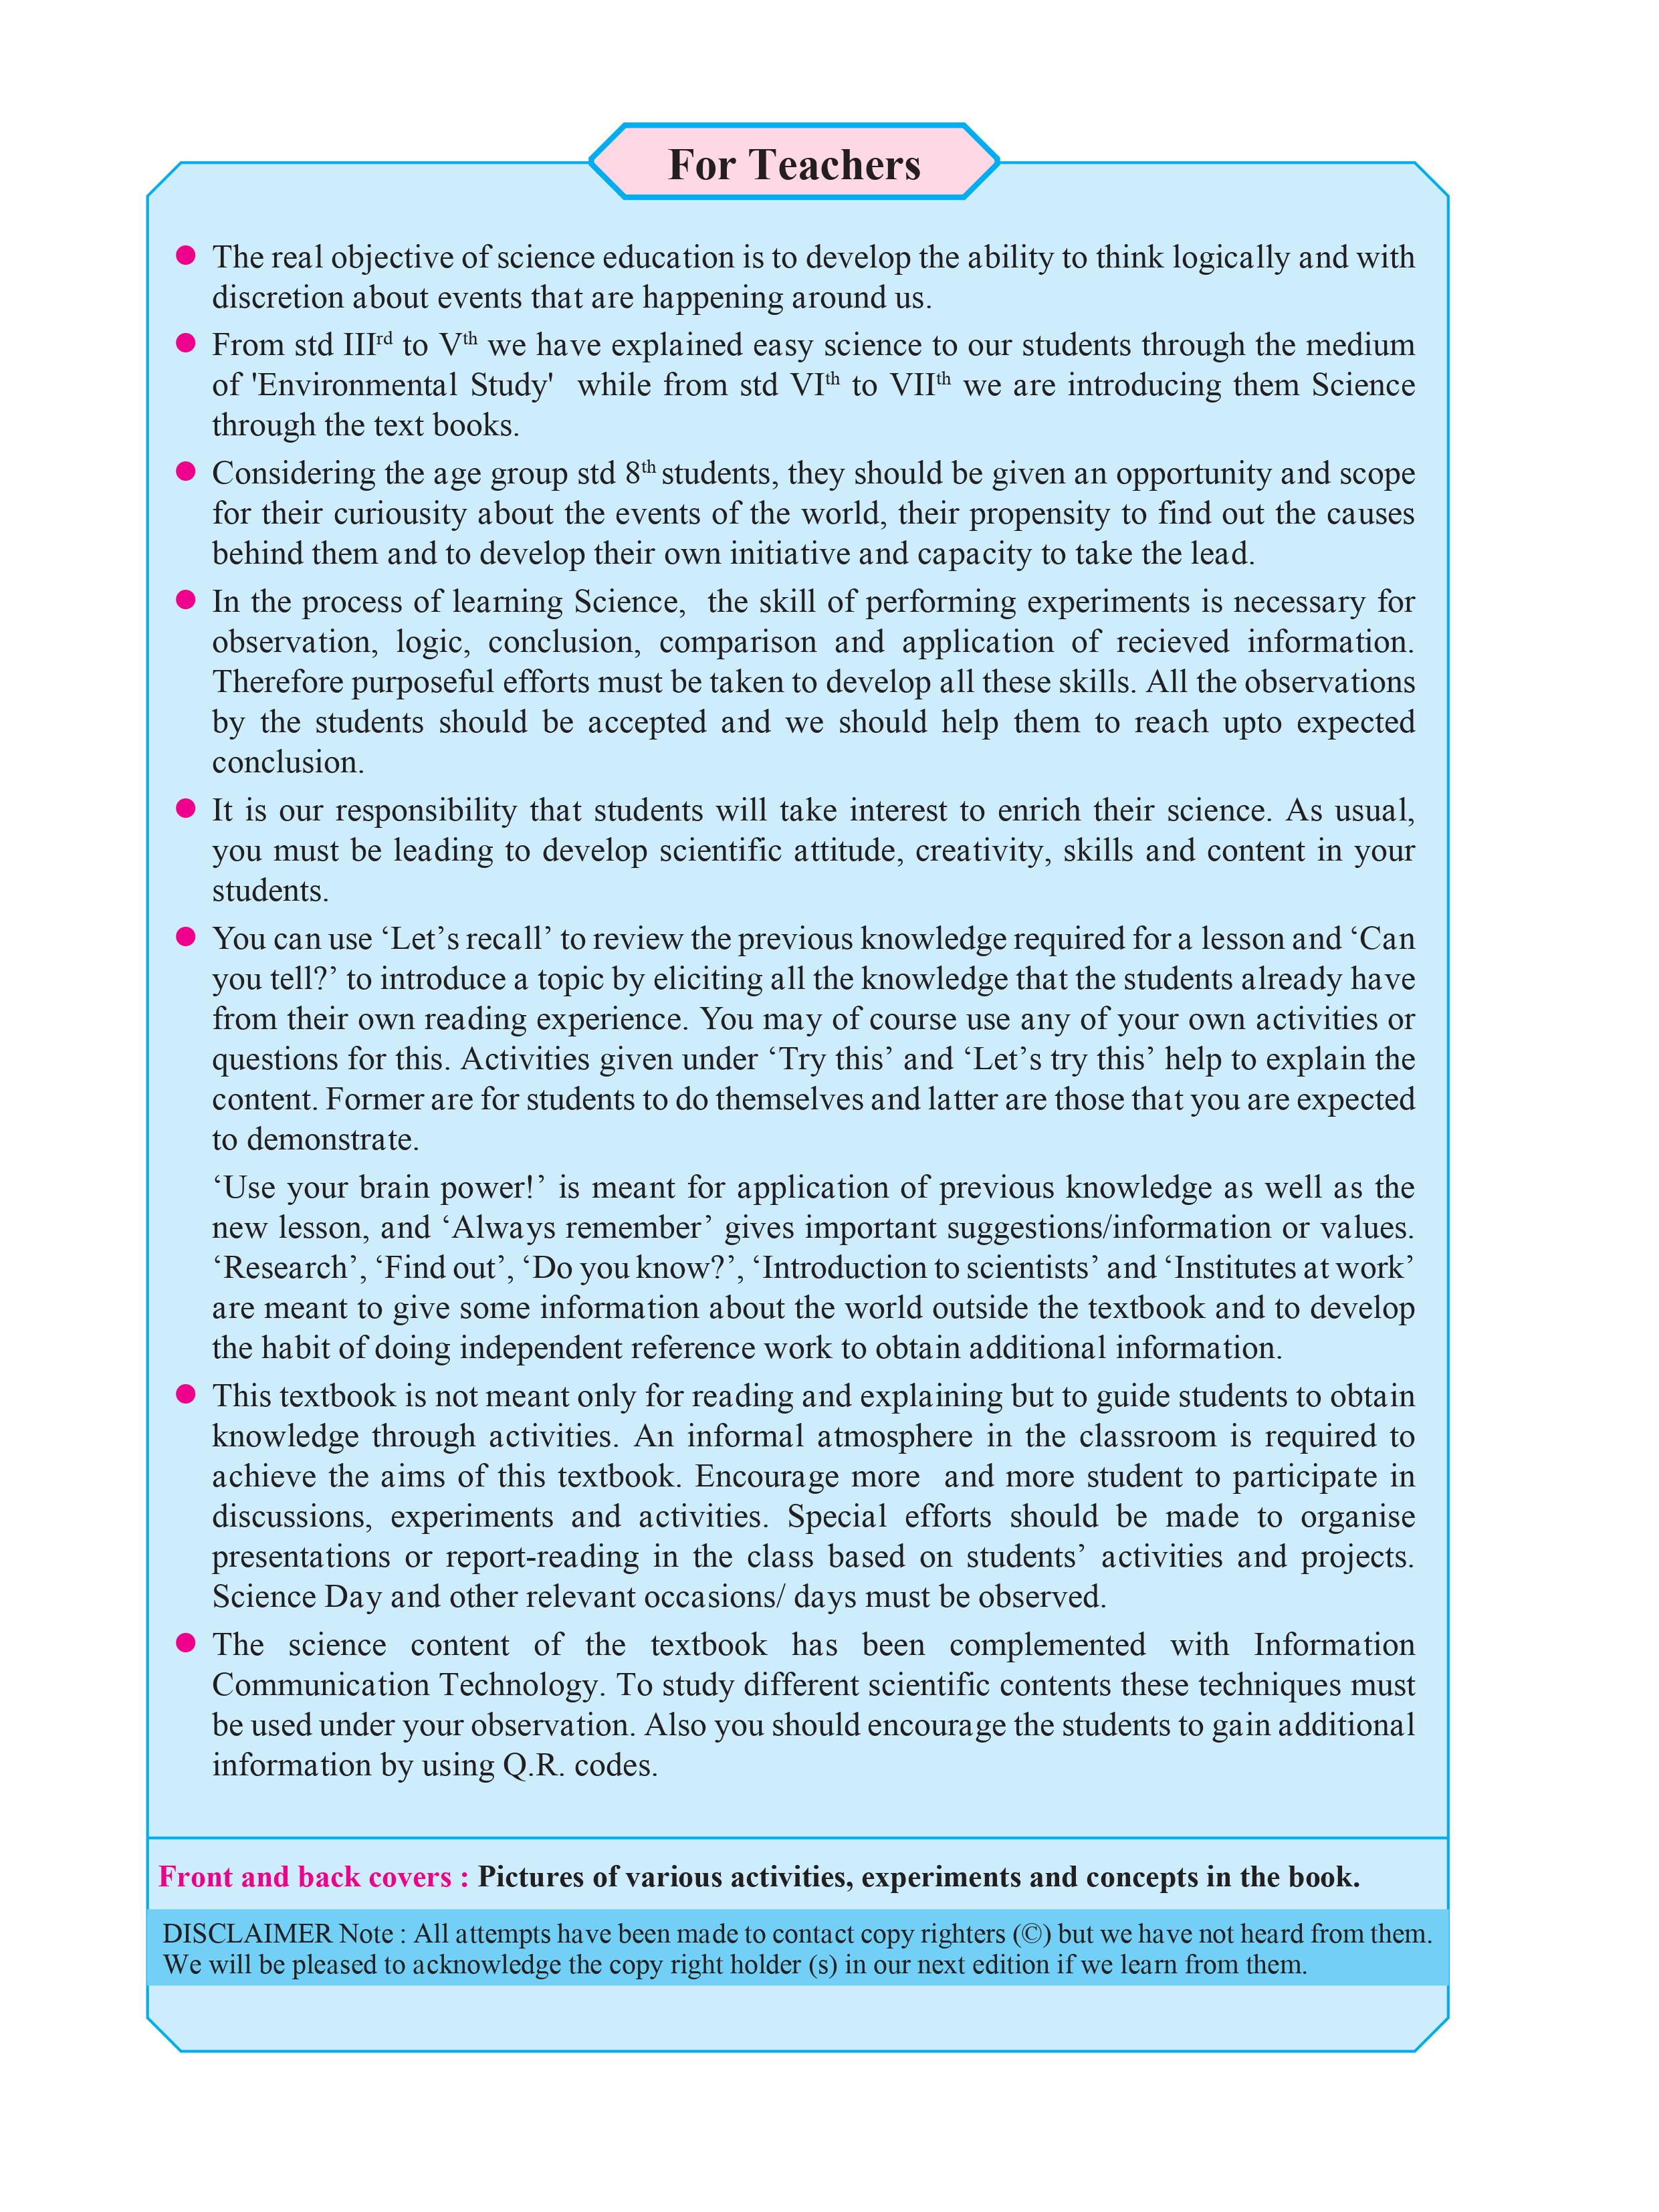 For Teachers
● The real objective of science education is to develop the ability to think logically and with
discretion about events that are happening around us.
● From std IIIrd to Vth we have explained easy science to our students through the medium
of 'Environmental Study'  while from std VIth to VIIth we are introducing them Science
through the text books.
● Considering the age group std 8th students, they should be given an opportunity and scope
for their curiousity about the events of the world, their propensity to find out the causes
behind them and to develop their own initiative and capacity to take the lead.
● In the process of learning Science,  the skill of performing experiments is necessary for
observation, logic, conclusion, comparison and application of recieved information.
Therefore purposeful efforts must be taken to develop all these skills. All the observations
by the students should be accepted and we should help them to reach upto expected
conclusion.
● It is our responsibility that students will take interest to enrich their science. As usual,
you must be leading to develop scientific attitude, creativity, skills and content in your
students.
● You can use ‘Let’s recall’ to review the previous knowledge required for a lesson and ‘Can
you tell?’ to introduce a topic by eliciting all the knowledge that the students already have
from their own reading experience. You may of course use any of your own activities or
questions for this. Activities given under ‘Try this’ and ‘Let’s try this’ help to explain the
content. Former are for students to do themselves and latter are those that you are expected
to demonstrate.
‘Use your brain power!’ is meant for application of previous knowledge as well as the
new lesson, and ‘Always remember’ gives important suggestions/information or values.
‘Research’, ‘Find out’, ‘Do you know?’, ‘Introduction to scientists’ and ‘Institutes at work’
are meant to give some information about the world outside the textbook and to develop
the habit of doing independent reference work to obtain additional information.
● This textbook is not meant only for reading and explaining but to guide students to obtain
knowledge through activities. An informal atmosphere in the classroom is required to
achieve the aims of this textbook. Encourage more  and more student to participate in
discussions, experiments and activities. Special efforts should be made to organise
presentations or report-reading in the class based on students’ activities and projects.
Science Day and other relevant occasions/ days must be observed.
● The science content of the textbook has been complemented with Information
Communication Technology. To study different scientific contents these techniques must
be used under your observation. Also you should encourage the students to gain additional
information by using Q.R. codes.
Front and back covers : Pictures of various activities, experiments and concepts in the book.
DISCLAIMER Note : All attempts have been made to contact copy righters (©) but we have not heard from them.
We will be pleased to acknowledge the copy right holder (s) in our next edition if we learn from them.